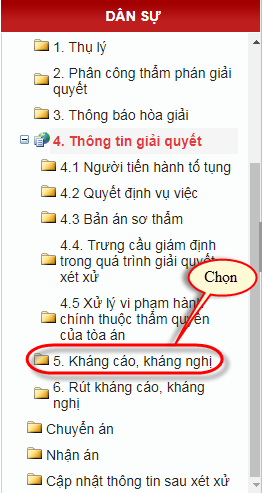 DÂN SỰ
1. Thụ lý
2. Phân công thẩm phán giải
quyết
3. Thông báo hòa giải
4. Thông tin giải quyết
4.1 Người tiến hành tố tụng
4.2 Quyết định vụ việc
4.3 Bản án sơ thẩm
4.4. Trưng cầu giám định
trong quá trình giải quyết
xét xử
Chọn
4.5 Xử lý vi phạm hành
chính thuộc thẩm quyền
của tòa án
5. Kháng cáo, kháng nghị
6. Rút kháng cáo, kháng
nghị
Chuyển án
Nhận án
Cập nhật thông tin sau xét xử